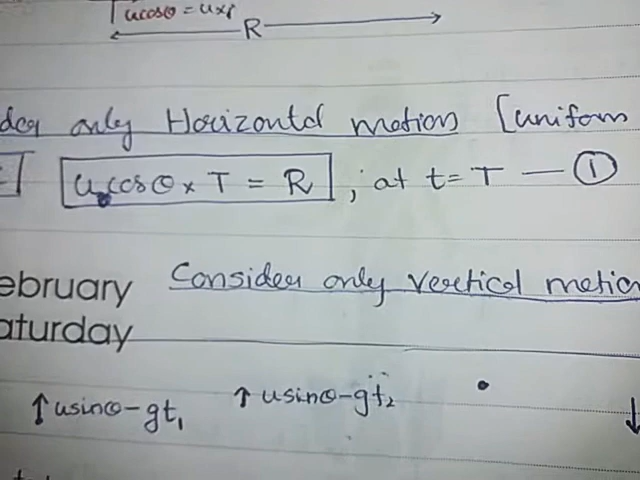 ucosθ = ux
R
der only Horizontal motion [uniform
u cosθ × T = R , at t = T — ①
ebruary Consider only vertical motion
aturday
↑ usinθ - gt₁ ↑ usinθ - gt₂ ↓